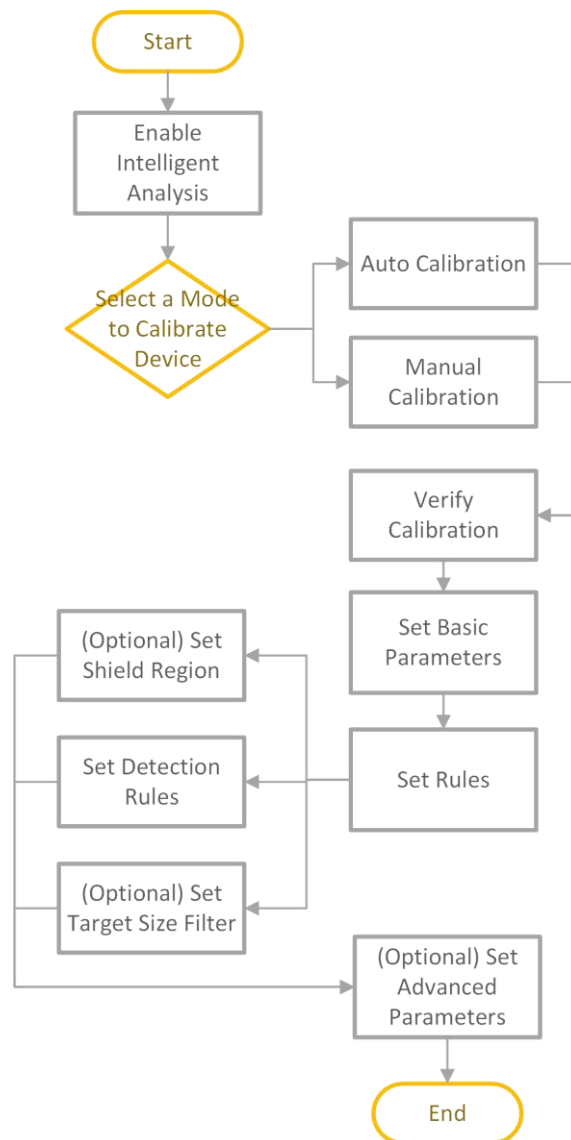 Start
Enable
Intelligent
Analysis
Select a Mode
to Calibrate
Device
Auto Calibration
Manual
Calibration
Verify
Calibration
Set Basic
Parameters
Set Rules
(Optional) Set
Shield Region
Set Detection
Rules
(Optional) Set
Target Size Filter
(Optional) Set
Advanced
Parameters
End